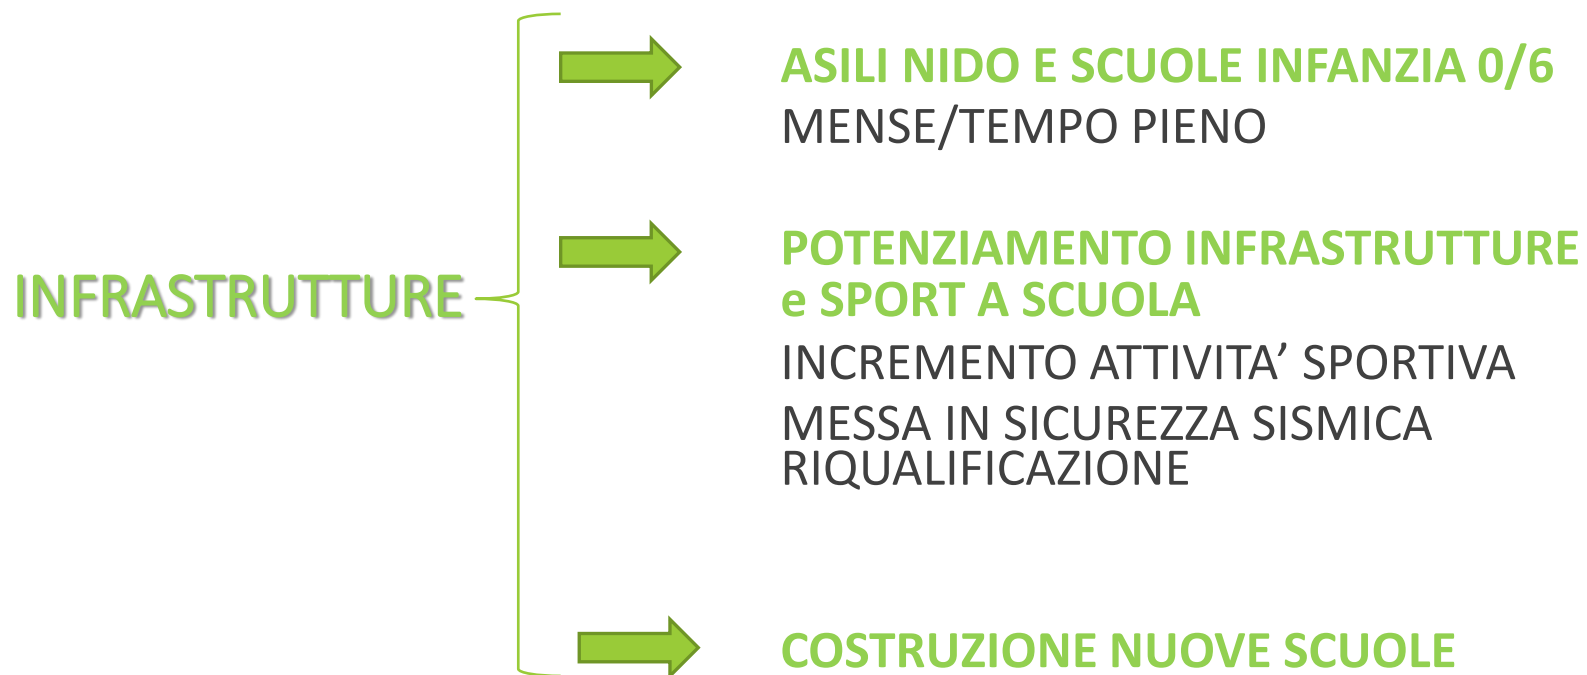 ASILI NIDO E SCUOLE INFANZIA 0/6
MENSE/TEMPO PIENO
INFRASTRUTTURE
POTENZIAMENTO INFRASTRUTTURE
e SPORT A SCUOLA
INCREMENTO ATTIVITA’ SPORTIVA
MESSA IN SICUREZZA SISMICA
RIQUALIFICAZIONE
COSTRUZIONE NUOVE SCUOLE